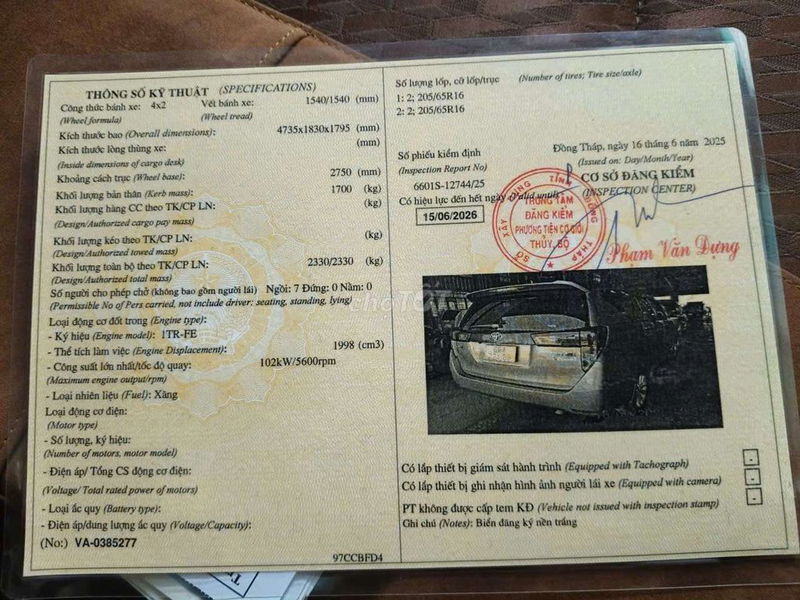 THÔNG SỐ KỸ THUẬT (SPECIFICATIONS)
Công thức bánh xe: 4x2 Vết bánh xe: 1540/1540 (mm)
(Wheel formula) (Wheel tread)
Kích thước bao (Overall dimensions): 4735x1830x1795 (mm)
Kích thước lòng thùng xe: (mm)
(Inside dimensions of cargo desk)
Khoảng cách trục (Wheel base): 2750 (mm)
Khối lượng bản thân (Kerb mass): 1700 (kg)
Khối lượng hàng CC theo TK/CP LN: (kg)
(Design/Authorized cargo pay mass)
Khối lượng kéo theo TK/CP LN: (kg)
(Design/Authorized towed mass)
Khối lượng toàn bộ theo TK/CP LN: 2330/2330 (kg)
(Design/Authorized total mass)
Số người cho phép chở (không bao gồm người lái) Ngồi: 7 Đứng: 0 Nằm: 0
(Permissible No of Pers carried, not include driver: seating, standing, lying)
Loại động cơ đốt trong (Engine type):
- Ký hiệu (Engine model): 1TR-FE
- Thể tích làm việc (Engine Displacement): 1998 (cm3)
- Công suất lớn nhất/tốc độ quay: 102kW/5600rpm
(Maximum engine output/rpm)
- Loại nhiên liệu (Fuel): Xăng
Loại động cơ điện:
(Motor type)
- Số lượng, ký hiệu:
(Number of motors, motor model)
- Điện áp/ Tổng CS động cơ điện:
(Voltage/ Total rated power of motors)
- Loại ắc quy (Battery type):
- Điện áp/dung lượng ắc quy (Voltage/Capacity):
(No:) VA-0385277
97CCBFD4
Số lượng lốp, cỡ lốp/trục (Number of tires; Tire size/axle)
1: 2; 205/65R16
2: 2; 205/65R16
Số phiếu kiểm định
(Inspection Report No)
6601S-12744/25
Đồng Tháp, ngày 16 tháng 6 năm 2025
(Issued on: Day/Month/Year)
CƠ SỞ ĐĂNG KIỂM
(INSPECTION CENTER)
Có hiệu lực đến hết ngày (Valid until)
15/06/2026
SỞ XÂY DỰNG TỈNH ĐỒNG THÁP
TRUNG TÂM
ĐĂNG KIỂM
PHƯƠNG TIỆN CƠ GIỚI
THỦY, BỘ
Phạm Văn Dựng
chợ TỐT
Có lắp thiết bị giám sát hành trình (Equipped with Tachograph) -
Có lắp thiết bị ghi nhận hình ảnh người lái xe (Equipped with camera) -
PT không được cấp tem KĐ (Vehicle not issued with inspection stamp) -
Ghi chú (Notes): Biển đăng ký nền trắng